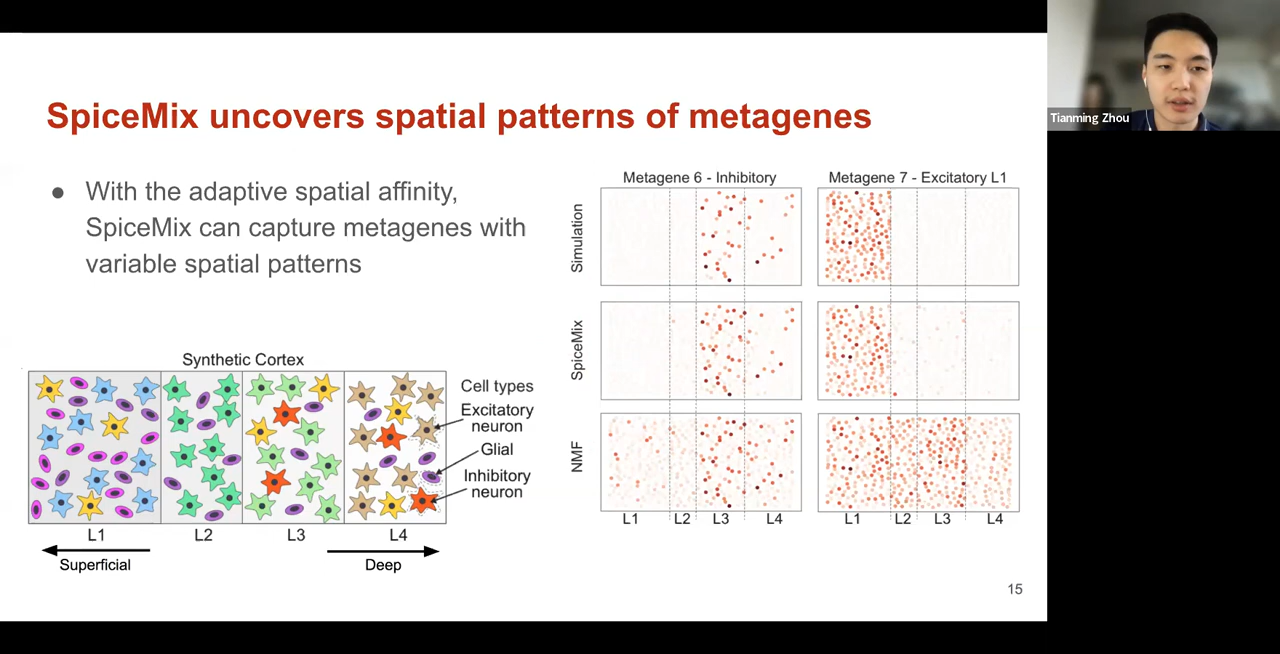 SpiceMix uncovers spatial patterns of metagenes
● With the adaptive spatial affinity,
SpiceMix can capture metagenes with
variable spatial patterns
Synthetic Cortex
Cell types
Excitatory
neuron
Glial
Inhibitory
neuron
L1 L2 L3 L4
Superficial
Deep
Metagene 6 - Inhibitory
Metagene 7 - Excitatory L1
Simulation
SpiceMix
NMF
L1 L2 L3 L4
L1 L2 L3 L4
15
Tianming Zhou